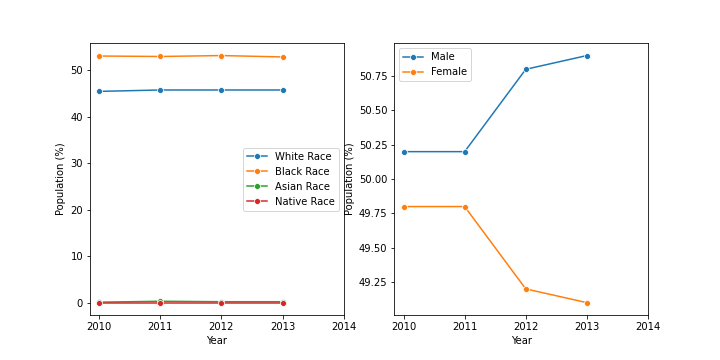 Population (%)
50
40
30
20
10
0
White Race
Black Race
Asian Race
Native Race
2010 2011 2012 2013 2014
Year
Population (%)
50.75
50.50
50.25
50.00
49.75
49.50
49.25
Male
Female
2010 2011 2012 2013 2014
Year